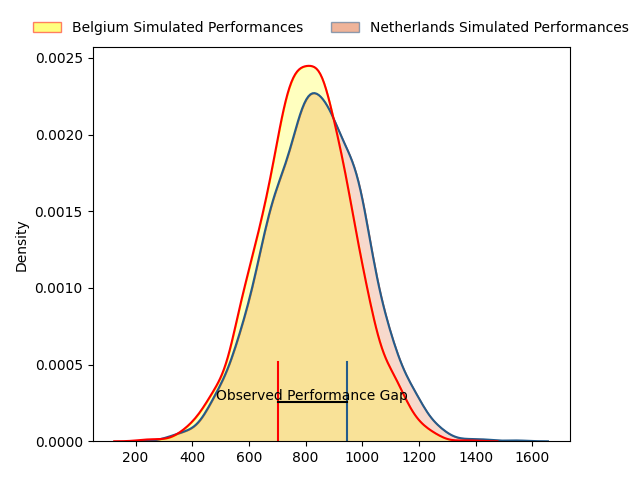 Belgium Simulated Performances
Netherlands Simulated Performances
0.0025
0.0020
0.0015
0.0010
0.0005
0.0000
Density
Observed Performance Gap
200 400 600 800 1000 1200 1400 1600